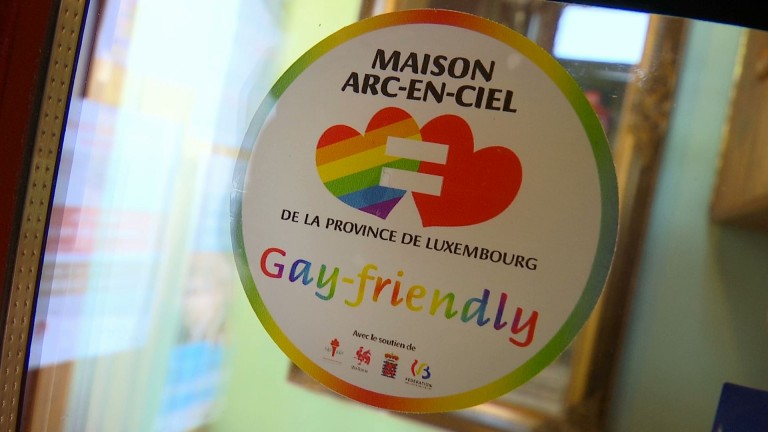 MAISON
ARC-EN-CIEL
DE LA PROVINCE DE LUXEMBOURG
Gay-friendly
Avec le soutien de